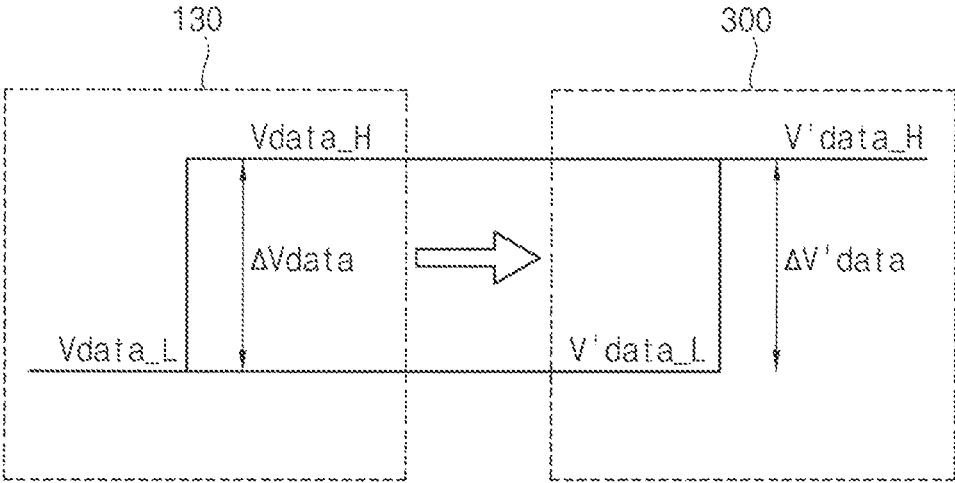 130
300
Vdata_H
V'data_H
ΔVdata
ΔV'data
Vdata_L
V'data_L